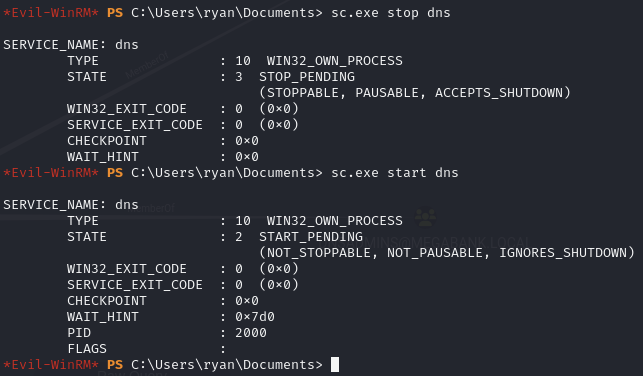 *Evil-WinRM* PS C:\Users\ryan\Documents> sc.exe stop dns
SERVICE_NAME: dns
        TYPE               : 10  WIN32_OWN_PROCESS
        STATE              : 3  STOP_PENDING
                                (STOPPABLE, PAUSABLE, ACCEPTS_SHUTDOWN)
        WIN32_EXIT_CODE    : 0  (0×0)
        SERVICE_EXIT_CODE  : 0  (0×0)
        CHECKPOINT         : 0×0
        WAIT_HINT          : 0×0
*Evil-WinRM* PS C:\Users\ryan\Documents> sc.exe start dns
SERVICE_NAME: dns
        TYPE               : 10  WIN32_OWN_PROCESS
        STATE              : 2  START_PENDING
                                (NOT_STOPPABLE, NOT_PAUSABLE, IGNORES_SHUTDOWN)
        WIN32_EXIT_CODE    : 0  (0×0)
        SERVICE_EXIT_CODE  : 0  (0×0)
        CHECKPOINT         : 0×0
        WAIT_HINT          : 0×7d0
        PID                : 2000
        FLAGS              :
*Evil-WinRM* PS C:\Users\ryan\Documents>